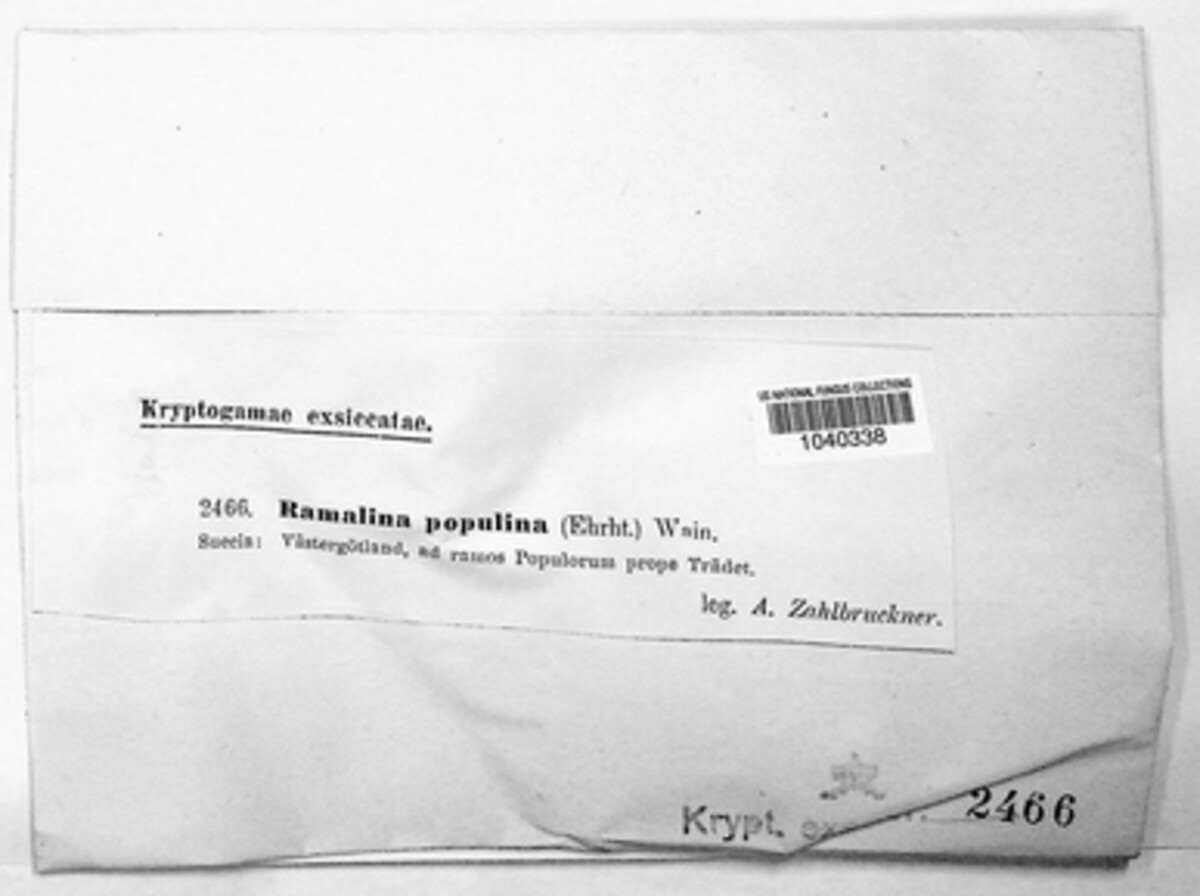 Kryptogamae exsiccatae.
US NATIONAL FUNGUS COLLECTIONS
1040338
2466. Ramalina populina (Ehrht.) Wain.
Suecia: Västergötland, ad ramos Populorum prope Trädet.
leg. A. Zahlbruckner.
Krypt. 2466